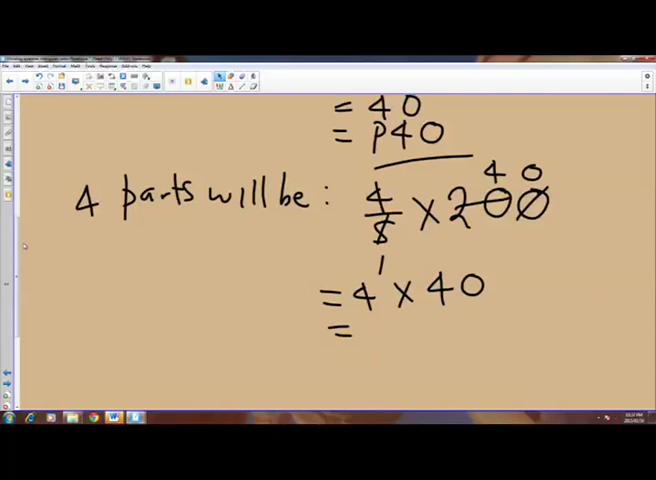 = 40
= P40
4 parts will be: 4/5 × 200 40
1
= 4 × 40
=